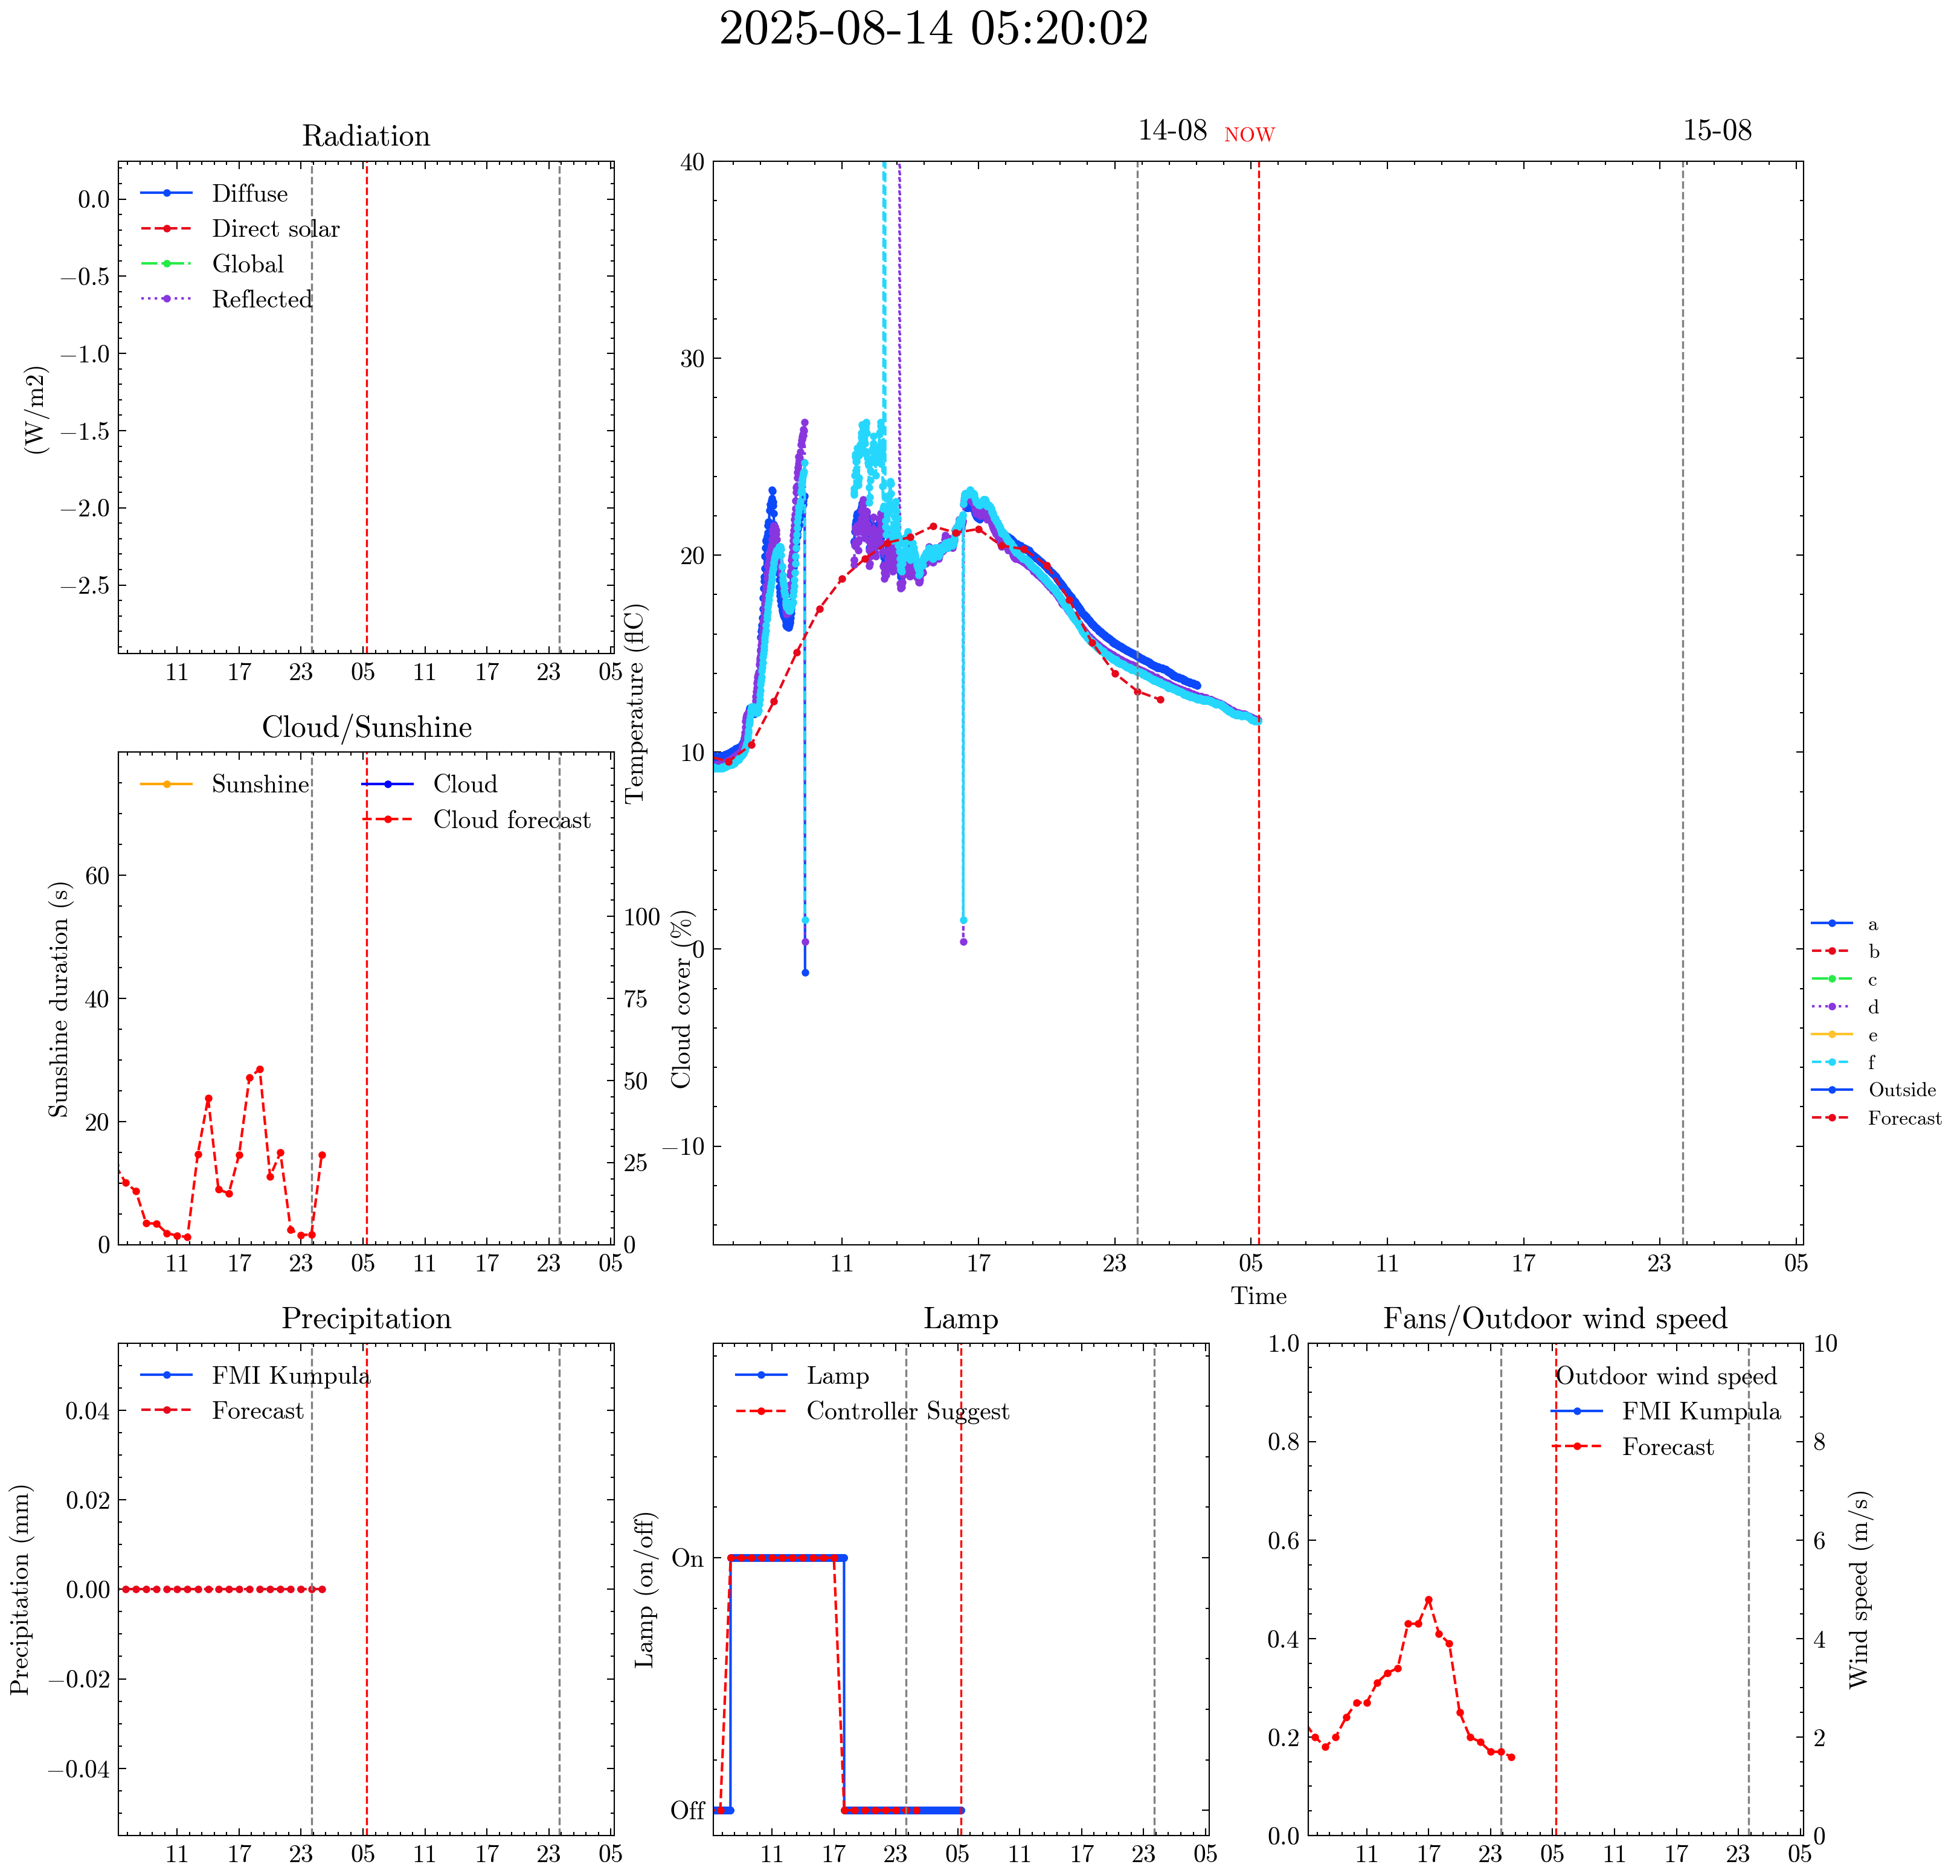 2025-08-14 05:20:02
Radiation
14-08
NOW
15-08
Diffuse
Direct solar
Global
Reflected
(W/m2)
0.0
−0.5
−1.0
−1.5
−2.0
−2.5
11 17 23 05 11 17 23 05
Temperature (flC)
40
30
20
10
0
−10
11 17 23 05 11 17 23 05
Time
a
b
c
d
e
f
Outside
Forecast
Cloud/Sunshine
Sunshine
Cloud
Cloud forecast
Sunshine duration (s)
60
40
20
0
Cloud cover (%)
100
75
50
25
0
11 17 23 05 11 17 23 05
Precipitation
FMI Kumpula
Forecast
Precipitation (mm)
0.04
0.02
0.00
−0.02
−0.04
11 17 23 05 11 17 23 05
Lamp
Lamp
Controller Suggest
Lamp (on/off)
On
Off
11 17 23 05 11 17 23 05
Fans/Outdoor wind speed
Outdoor wind speed
FMI Kumpula
Forecast
1.0
0.8
0.6
0.4
0.2
0.0
10
8
6
4
2
0
Wind speed (m/s)
11 17 23 05 11 17 23 05